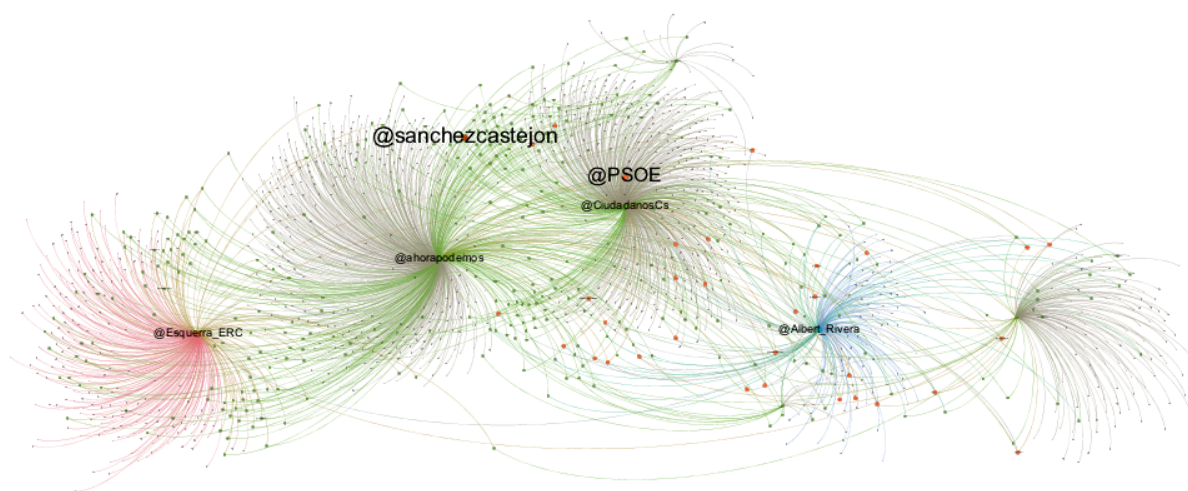 @sanchezcastejon
@PSOE
@CiudadanosCs
@ahorapodemos
@Esquerra_ERC
@Albert_Rivera